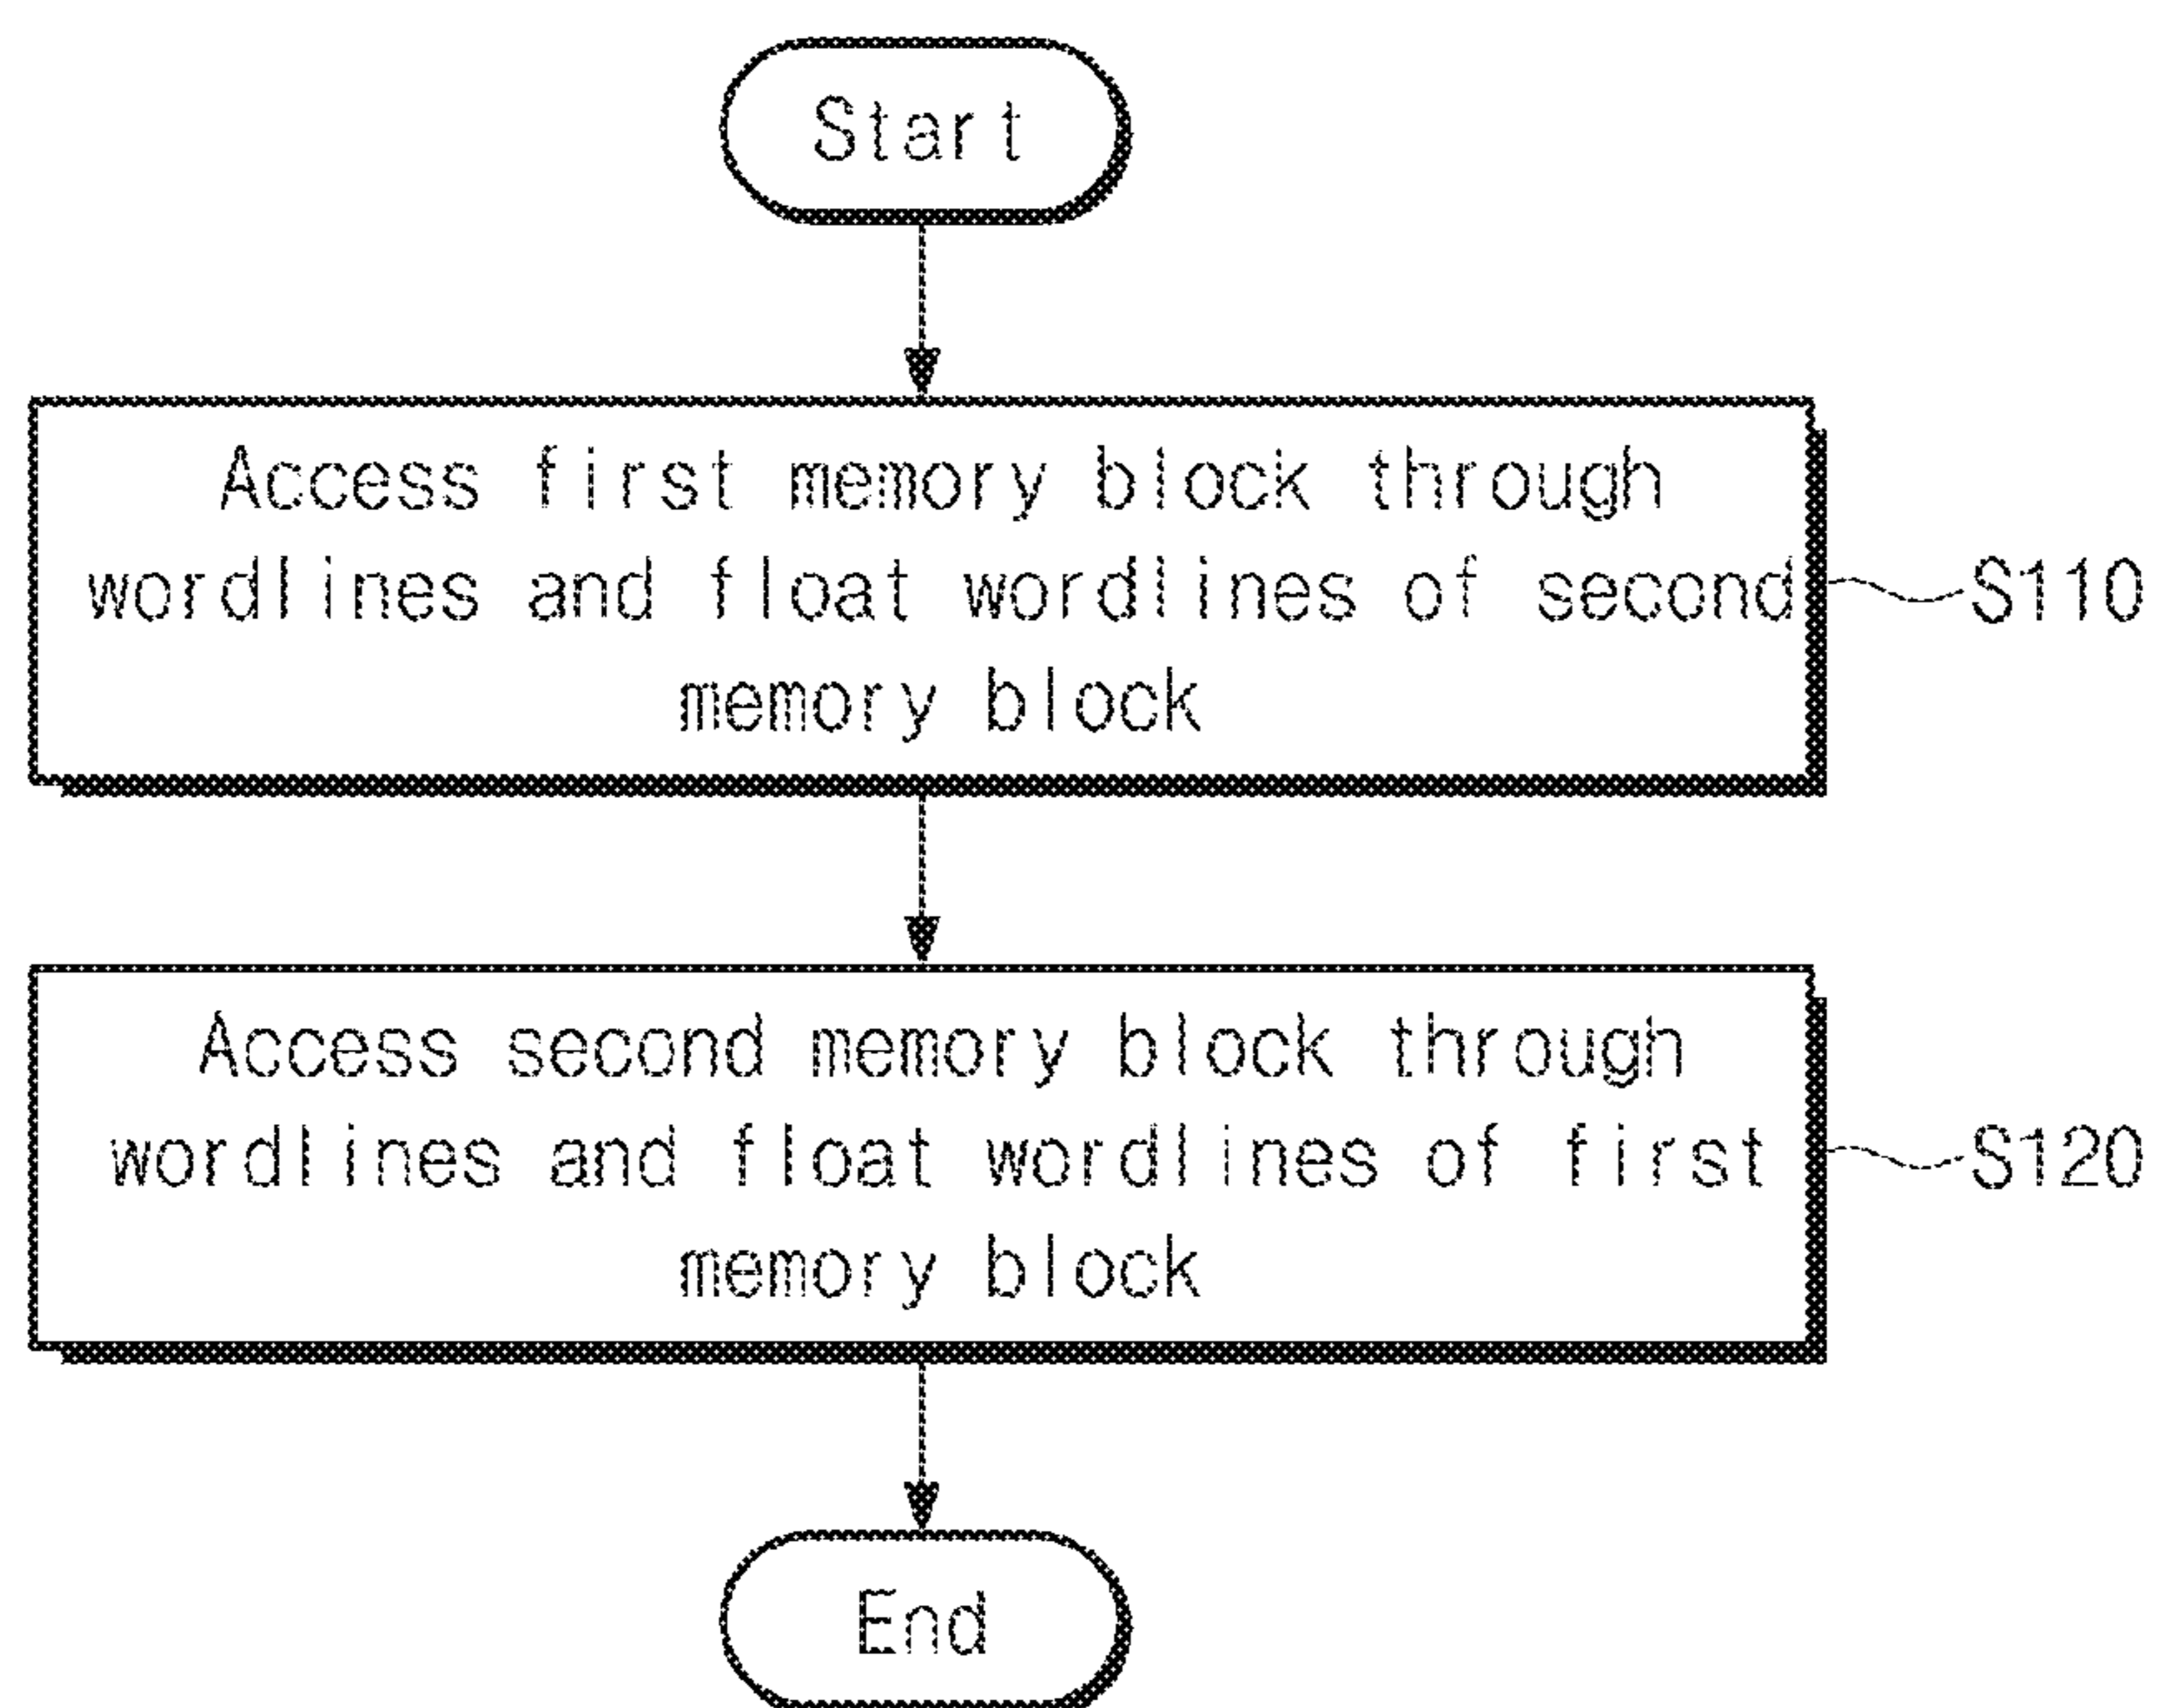 Start
Access first memory block through
wordlines and float wordlines of second
memory block
S110
Access second memory block through
wordlines and float wordlines of first
memory block
S120
End